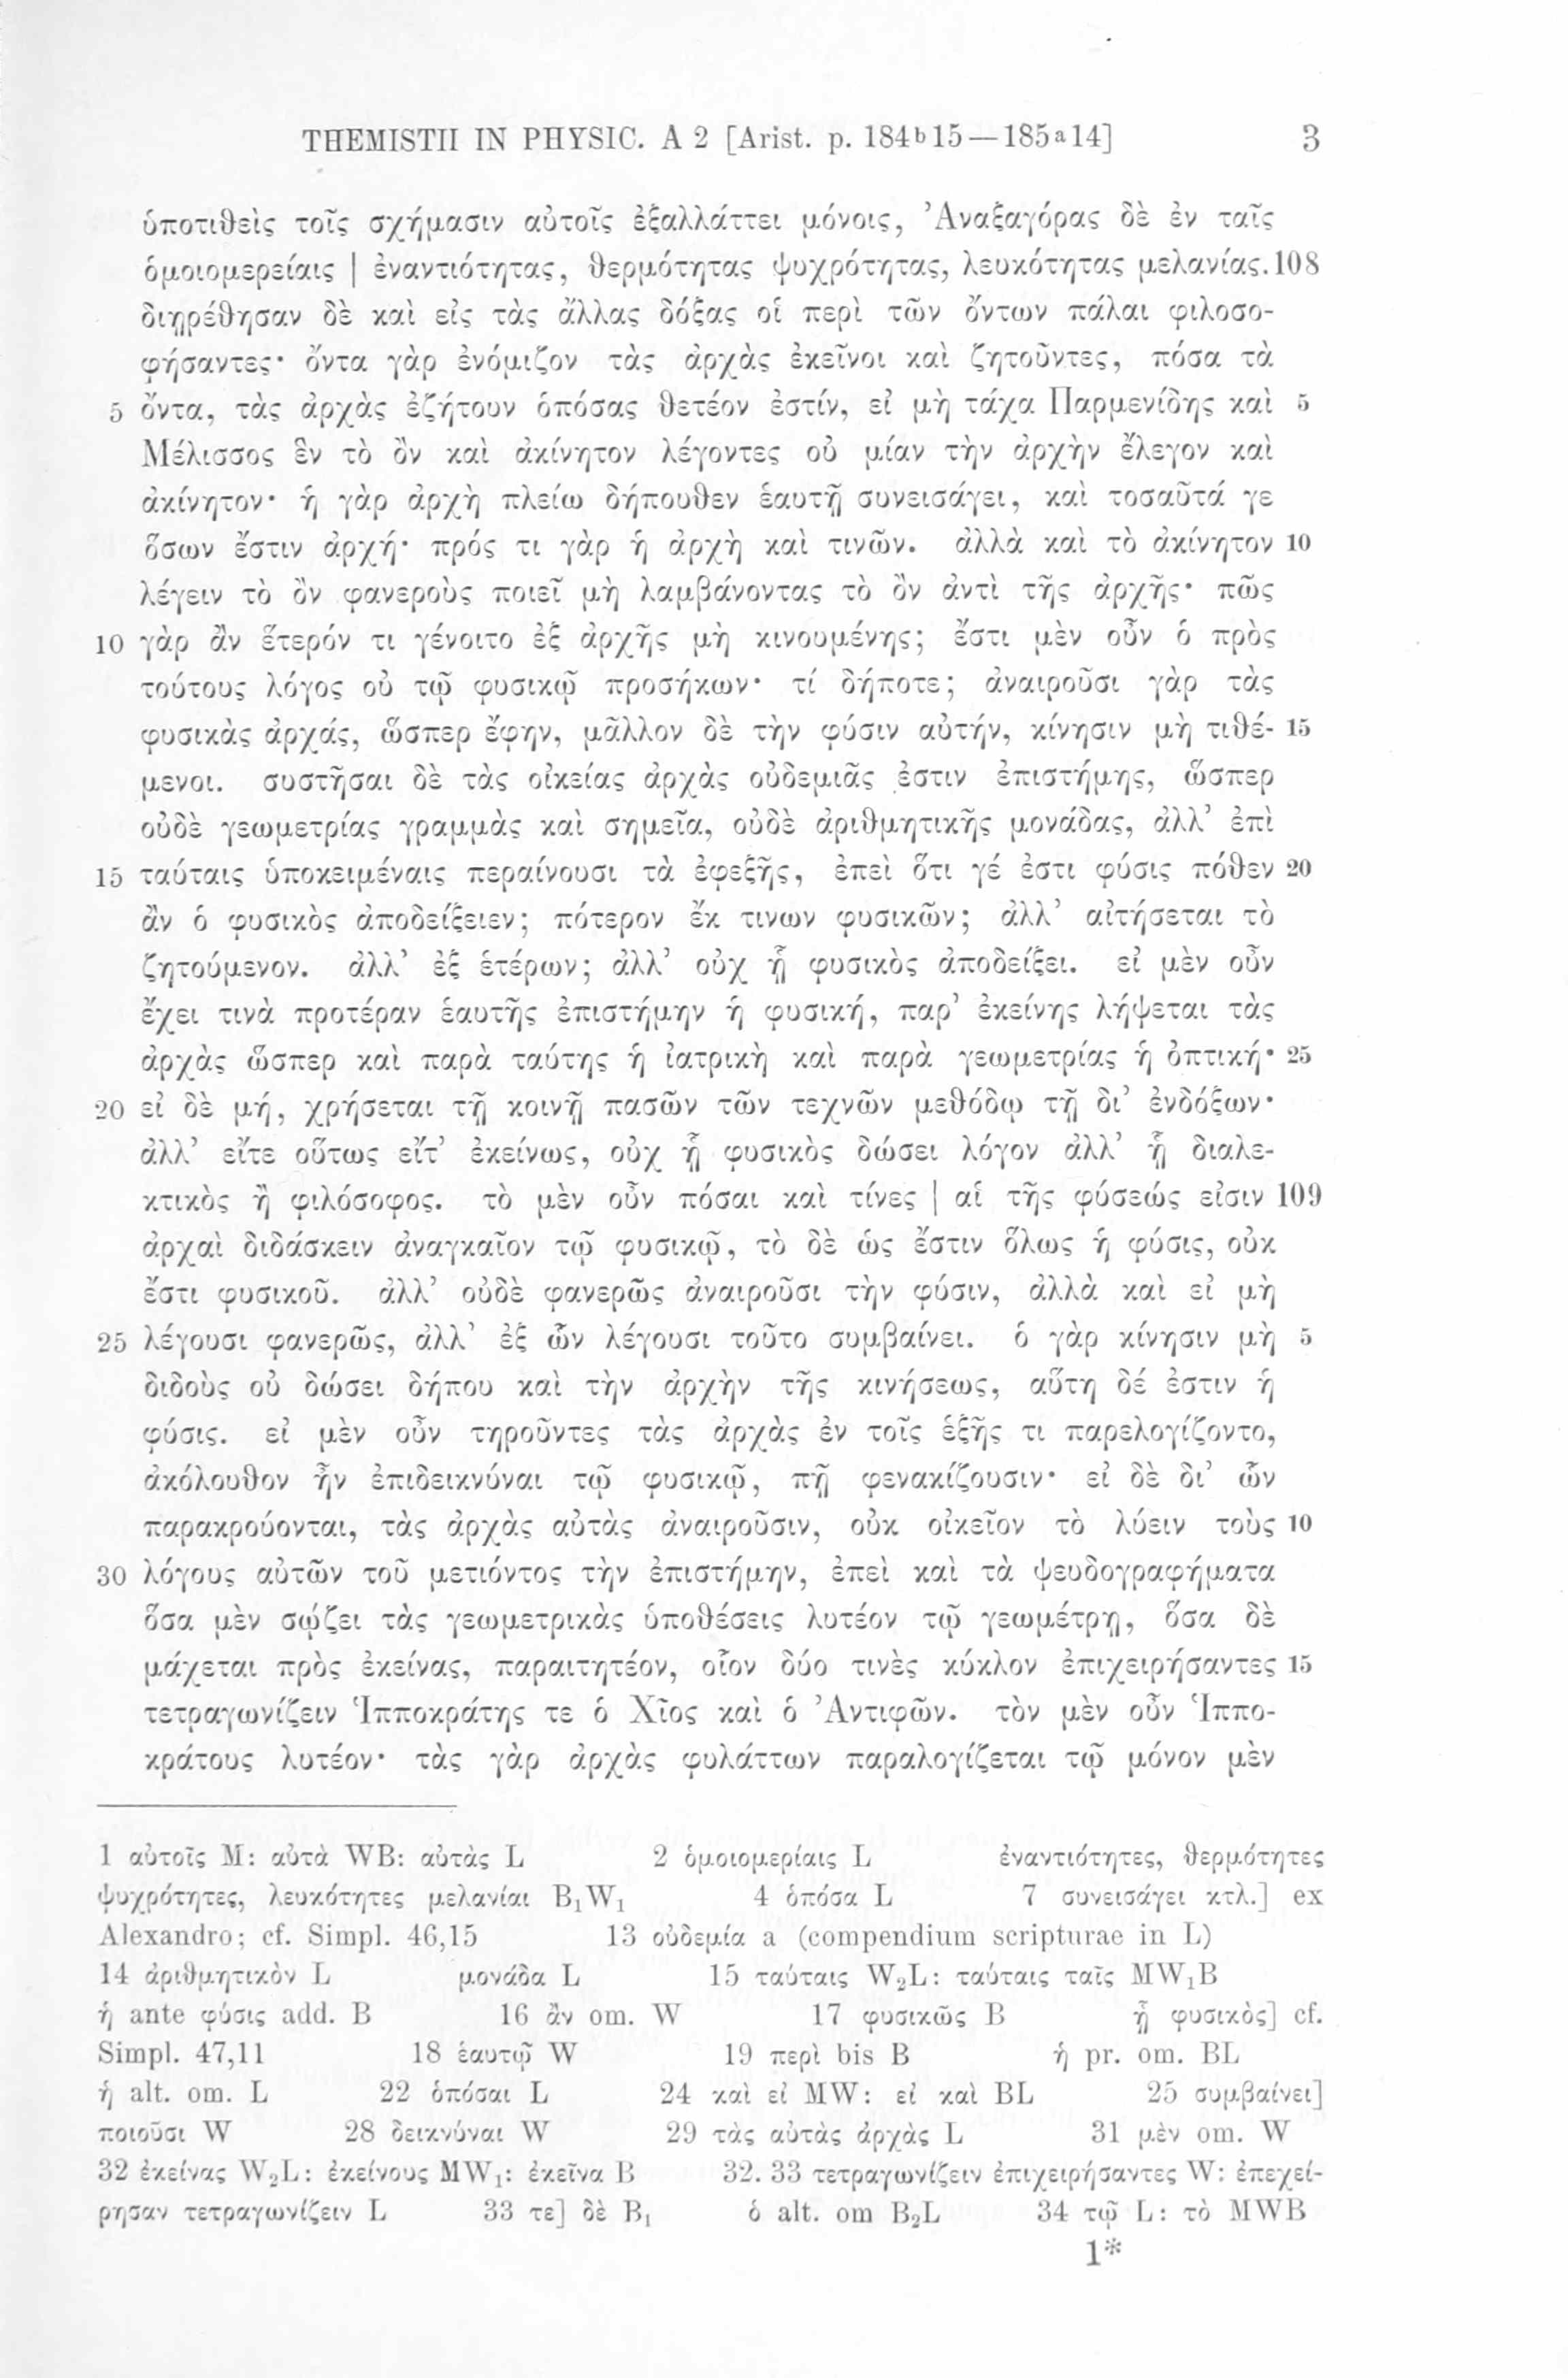 THEMISTII IN PHYSIC. A 2 [Arist. p. 184b15—185a14] 3
ὑποτιθεὶς τοῖς σχήμασιν αὐτοῖς ἐξαλλάττει μόνοις, Ἀναξαγόρας δὲ ἐν ταῖς
ὁμοιομερείαις | ἐναντιότητας, θερμότητας ψυχρότητας, λευκότητας μελανίας. 108
διῃρέθησαν δὲ καὶ εἰς τὰς ἄλλας δόξας οἱ περὶ τῶν ὄντων πάλαι φιλοσο-
φήσαντες· ὄντα γὰρ ἐνόμιζον τὰς ἀρχὰς ἐκεῖνοι καὶ ζητοῦντες, πόσα τὰ
5 ὄντα, τὰς ἀρχὰς ἐζήτουν ὁπόσας θετέον ἐστίν, εἰ μὴ τάχα Παρμενίδης καὶ 5
Μέλισσος ἓν τὸ ὂν καὶ ἀκίνητον λέγοντες οὐ μίαν τὴν ἀρχὴν ἔλεγον καὶ
ἀκίνητον· ἡ γὰρ ἀρχὴ πλείω δήπουθεν ἑαυτῇ συνεισάγει, καὶ τοσαῦτά γε
ὅσων ἔστιν ἀρχή· πρός τι γὰρ ἡ ἀρχὴ καὶ τινῶν. ἀλλὰ καὶ τὸ ἀκίνητον 10
λέγειν τὸ ὂν φανεροὺς ποιεῖ μὴ λαμβάνοντας τὸ ὂν ἀντὶ τῆς ἀρχῆς· πῶς
10 γὰρ ἂν ἕτερόν τι γένοιτο ἐξ ἀρχῆς μὴ κινουμένης; ἔστι μὲν οὖν ὁ πρὸς
τούτους λόγος οὐ τῷ φυσικῷ προσήκων· τί δήποτε; ἀναιροῦσι γὰρ τὰς
φυσικὰς ἀρχάς, ὥσπερ ἔφην, μᾶλλον δὲ τὴν φύσιν αὐτήν, κίνησιν μὴ τιθέ- 15
μενοι. συστῆσαι δὲ τὰς οἰκείας ἀρχὰς οὐδεμιᾶς ἐστιν ἐπιστήμης, ὥσπερ
οὐδὲ γεωμετρίας γραμμὰς καὶ σημεῖα, οὐδὲ ἀριθμητικῆς μονάδας, ἀλλ’ ἐπὶ
15 ταύταις ὑποκειμέναις περαίνουσι τὰ ἐφεξῆς, ἐπεὶ ὅτι γέ ἐστι φύσις πόθεν 20
ἂν ὁ φυσικὸς ἀποδείξειεν; πότερον ἔκ τινων φυσικῶν; ἀλλ’ αἰτήσεται τὸ
ζητούμενον. ἀλλ’ ἐξ ἑτέρων; ἀλλ’ οὐχ ᾗ φυσικὸς ἀποδείξει. εἰ μὲν οὖν
ἔχει τινὰ προτέραν ἑαυτῆς ἐπιστήμην ἡ φυσική, παρ’ ἐκείνης λήψεται τὰς
ἀρχὰς ὥσπερ καὶ παρὰ ταύτης ἡ ἰατρικὴ καὶ παρὰ γεωμετρίας ἡ ὀπτική· 25
20 εἰ δὲ μή, χρήσεται τῇ κοινῇ πασῶν τῶν τεχνῶν μεθόδῳ τῇ δι’ ἐνδόξων·
ἀλλ’ εἴτε οὕτως εἴτ’ ἐκείνως, οὐχ ᾗ φυσικὸς δώσει λόγον ἀλλ’ ᾗ διαλε-
κτικὸς ἢ φιλόσοφος. τὸ μὲν οὖν πόσαι καὶ τίνες | αἱ τῆς φύσεώς εἰσιν 109
ἀρχαὶ διδάσκειν ἀναγκαῖον τῷ φυσικῷ, τὸ δὲ ὡς ἔστιν ὅλως ἡ φύσις, οὐκ
ἔστι φυσικοῦ. ἀλλ’ οὐδὲ φανερῶς ἀναιροῦσι τὴν φύσιν, ἀλλὰ καὶ εἰ μὴ
25 λέγουσι φανερῶς, ἀλλ’ ἐξ ὧν λέγουσι τοῦτο συμβαίνει. ὁ γὰρ κίνησιν μὴ 5
διδοὺς οὐ δώσει δήπου καὶ τὴν ἀρχὴν τῆς κινήσεως, αὕτη δέ ἐστιν ἡ
φύσις. εἰ μὲν οὖν τηροῦντες τὰς ἀρχὰς ἐν τοῖς ἑξῆς τι παρελογίζοντο,
ἀκόλουθον ἦν ἐπιδεικνύναι τῷ φυσικῷ, πῇ φενακίζουσιν· εἰ δὲ δι’ ὧν
παρακρούονται, τὰς ἀρχὰς αὐτὰς ἀναιροῦσιν, οὐκ οἰκεῖον τὸ λύειν τοὺς 10
30 λόγους αὐτῶν τοῦ μετιόντος τὴν ἐπιστήμην, ἐπεὶ καὶ τὰ ψευδογραφήματα
ὅσα μὲν σῴζει τὰς γεωμετρικὰς ὑποθέσεις λυτέον τῷ γεωμέτρῃ, ὅσα δὲ
μάχεται πρὸς ἐκείνας, παραιτητέον, οἷον δύο τινὲς κύκλον ἐπιχειρήσαντες 15
τετραγωνίζειν Ἱπποκράτης τε ὁ Χῖος καὶ ὁ Ἀντιφῶν. τὸν μὲν οὖν Ἱππο-
κράτους λυτέον· τὰς γὰρ ἀρχὰς φυλάττων παραλογίζεται τῷ μόνον μὲν
1 αὐτοῖς M: αὐτὰ WB: αὐτὰς L 2 ὁμοιομερίαις L ἐναντιότητες, θερμότητες
ψυχρότητες, λευκότητες μελανίαι B₁W₁ 4 ὁπόσα L 7 συνεισάγει κτλ.] ex
Alexandro; cf. Simpl. 46,15 13 οὐδεμία a (compendium scripturae in L)
14 ἀριθμητικὸν L μονάδα L 15 ταύταις W₂L: ταύταις ταῖς MW₁B
ἡ ante φύσις add. B 16 ἂν om. W 17 φυσικῶς B ᾗ φυσικὸς] cf.
Simpl. 47,11 18 ἑαυτῷ W 19 περὶ bis B ἡ pr. om. BL
ἡ alt. om. L 22 ὁπόσαι L 24 καὶ εἰ MW: εἰ καὶ BL 25 συμβαίνει]
ποιοῦσι W 28 δεικνύναι W 29 τὰς αὐτὰς ἀρχὰς L 31 μὲν om. W
32 ἐκείνας W₂L: ἐκείνους MW₁: ἐκεῖνα B 32. 33 τετραγωνίζειν ἐπιχειρήσαντες W: ἐπεχεί-
ρησαν τετραγωνίζειν L 33 τε] δὲ B₁ ὁ alt. om B₂L 34 τῷ L: τὸ MWB
1*